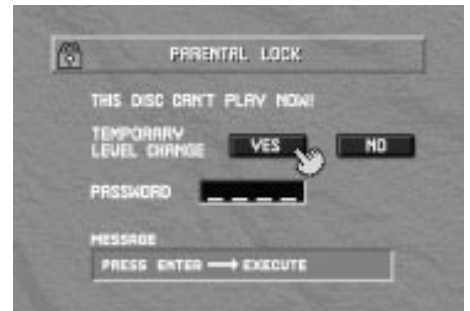 PARENTAL LOCK
THIS DISC CAN'T PLAY NOW!
TEMPORARY
LEVEL CHANGE YES NO
PASSWORD _ _ _ _
MESSAGE
PRESS ENTER → EXECUTE